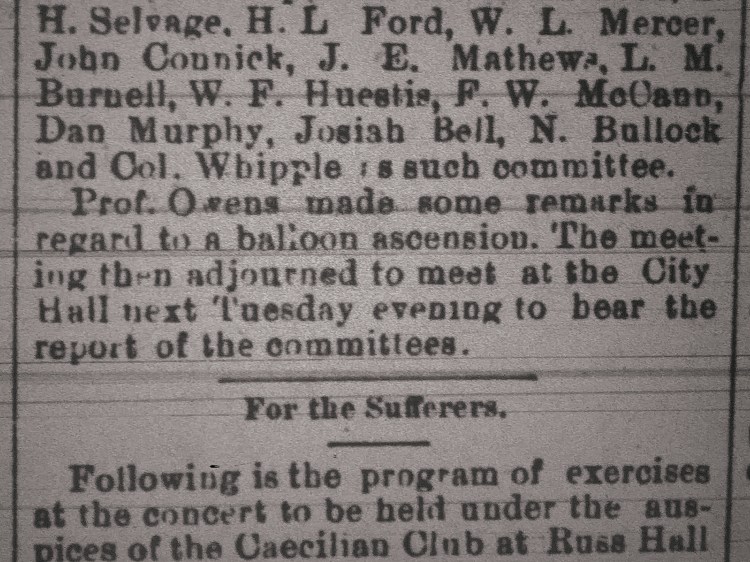 H. Selvage, H. L Ford, W. L. Mercer,
John Connick, J. E. Mathews, L. M.
Burnell, W. F. Huestis, F. W. McCann,
Dan Murphy, Josiah Bell, N. Bullock
and Col. Whipple as such committee.
Prof. Owens made some remarks in
regard to a balloon ascension. The meet-
ing then adjourned to meet at the City
Hall next Tuesday evening to hear the
report of the committees.
For the Sufferers.
Following is the program of exercises
at the concert to be held under the aus-
pices of the Caecilian Club at Russ Hall